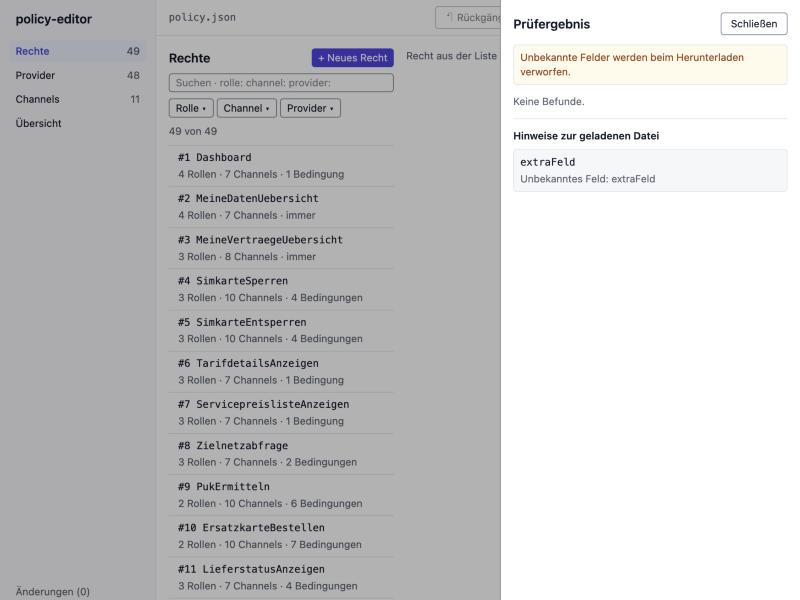 policy-editor
Rechte 49
Provider 48
Channels 11
Übersicht
Änderungen (0)
policy.json
Rückgäng
Rechte
+ Neues Recht
Suchen · rolle: channel: provider:
Rolle ▾ Channel ▾ Provider ▾
49 von 49
#1 Dashboard
4 Rollen · 7 Channels · 1 Bedingung
#2 MeineDatenUebersicht
4 Rollen · 7 Channels · immer
#3 MeineVertraegeUebersicht
3 Rollen · 8 Channels · immer
#4 SimkarteSperren
3 Rollen · 10 Channels · 4 Bedingungen
#5 SimkarteEntsperren
3 Rollen · 10 Channels · 4 Bedingungen
#6 TarifdetailsAnzeigen
3 Rollen · 7 Channels · 1 Bedingung
#7 ServicepreislisteAnzeigen
3 Rollen · 7 Channels · 1 Bedingung
#8 Zielnetzabfrage
3 Rollen · 7 Channels · 2 Bedingungen
#9 PukErmitteln
2 Rollen · 10 Channels · 6 Bedingungen
#10 ErsatzkarteBestellen
2 Rollen · 10 Channels · 7 Bedingungen
#11 LieferstatusAnzeigen
3 Rollen · 7 Channels · 4 Bedingungen
Recht aus der Liste
Prüfergebnis
Schließen
Unbekannte Felder werden beim Herunterladen
verworfen.
Keine Befunde.
Hinweise zur geladenen Datei
extraFeld
Unbekanntes Feld: extraFeld